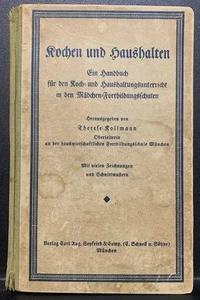 Kochen und Haushalten
Ein Handbuch
für den Koch- und Haushaltungsunterricht
in den Mädchen-Fortbildungsschulen
Herausgegeben von
Therese Kollmann
Oberlehrerin
an der hauswirtschaftlichen Fortbildungsschule München
Mit vielen Zeichnungen
und Schnittmustern
Verlag Carl Aug. Seyfried & Comp. (C. Schnell u. Söhne)
München